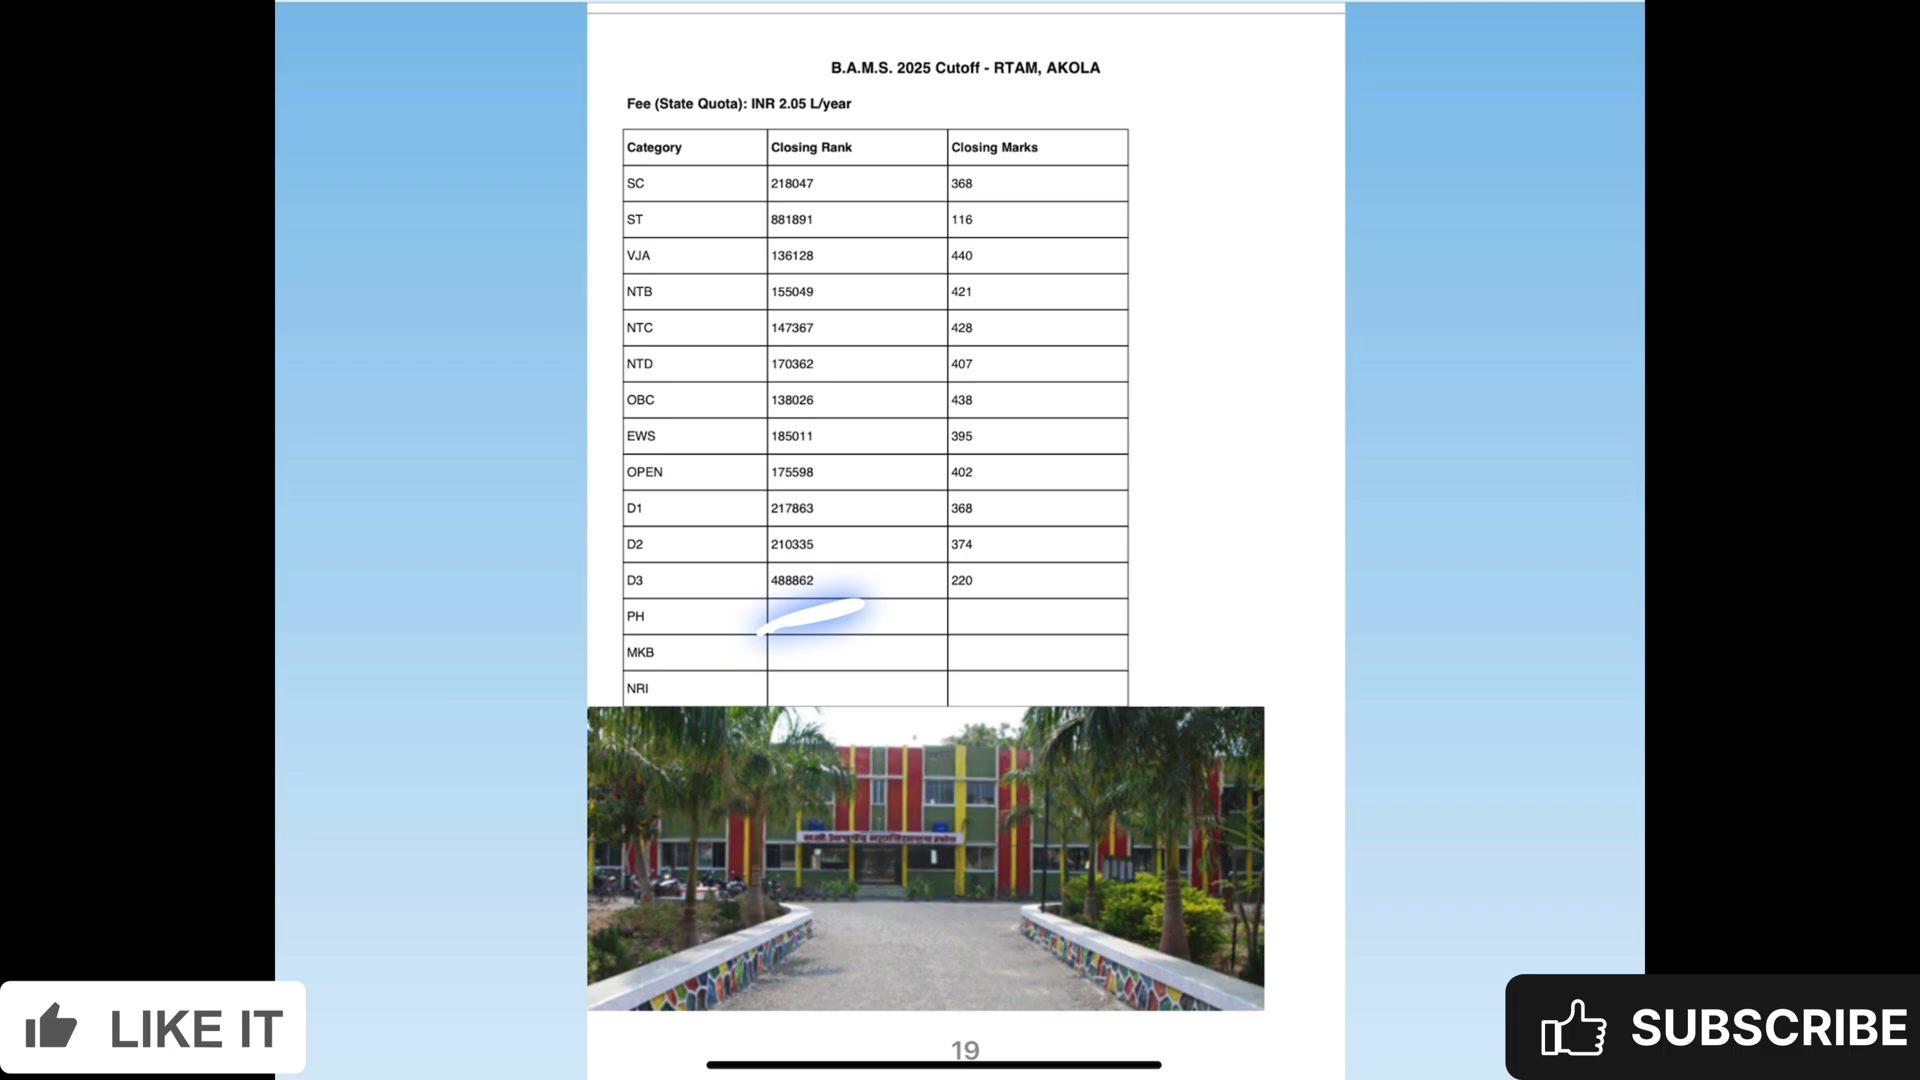 B.A.M.S. 2025 Cutoff - RTAM, AKOLA
Fee (State Quota): INR 2.05 L/year
Category Closing Rank Closing Marks
SC 218047 368
ST 881891 116
VJA 136128 440
NTB 155049 421
NTC 147367 428
NTD 170362 407
OBC 138026 438
EWS 185011 395
OPEN 175598 402
D1 217863 368
D2 210335 374
D3 488862 220
PH
MKB
NRI
LIKE IT
SUBSCRIBE
19